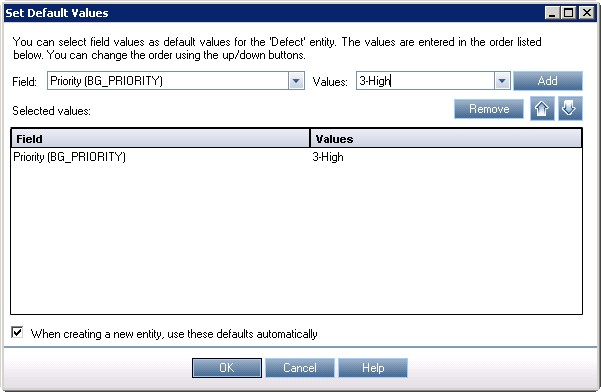 Set Default Values
You can select field values as default values for the 'Defect' entity. The values are entered in the order listed
below. You can change the order using the up/down buttons.
Field: Priority (BG_PRIORITY) Values: 3-High Add
Selected values: Remove
Field Values
Priority (BG_PRIORITY) 3-High
When creating a new entity, use these defaults automatically
OK Cancel Help